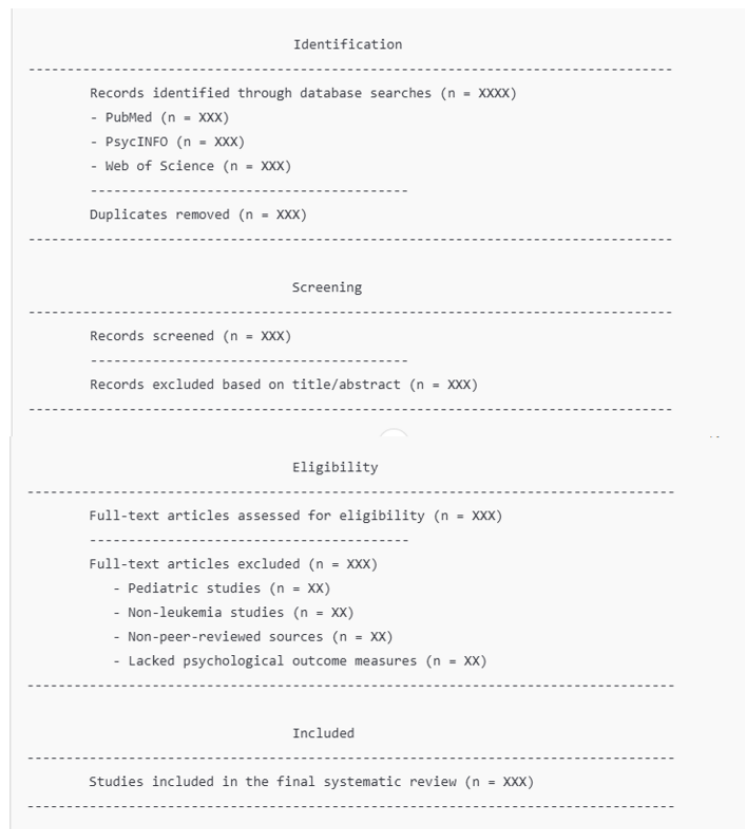 Identification
Records identified through database searches (n = XXXX)
- PubMed (n = XXX)
- PsycINFO (n = XXX)
- Web of Science (n = XXX)
Duplicates removed (n = XXX)
Screening
Records screened (n = XXX)
Records excluded based on title/abstract (n = XXX)
Eligibility
Full-text articles assessed for eligibility (n = XXX)
Full-text articles excluded (n = XXX)
- Pediatric studies (n = XX)
- Non-leukemia studies (n = XX)
- Non-peer-reviewed sources (n = XX)
- Lacked psychological outcome measures (n = XX)
Included
Studies included in the final systematic review (n = XXX)